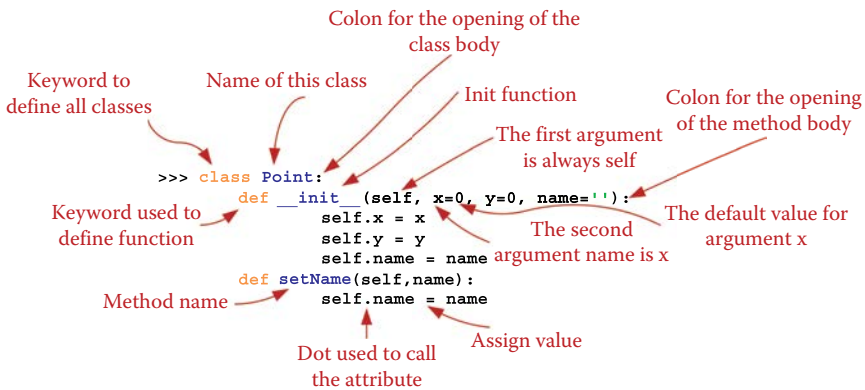 Colon for the opening of the
class body
Keyword to
define all classes
Name of this class
Init function
Colon for the opening
of the method body
The first argument
is always self
>>> class Point:
def __init__(self, x=0, y=0, name=''):
Keyword used to
define function
self.x = x
self.y = y
self.name = name
The second
argument name is x
The default value for
argument x
def setName(self,name):
self.name = name
Method name
Dot used to call
the attribute
Assign value